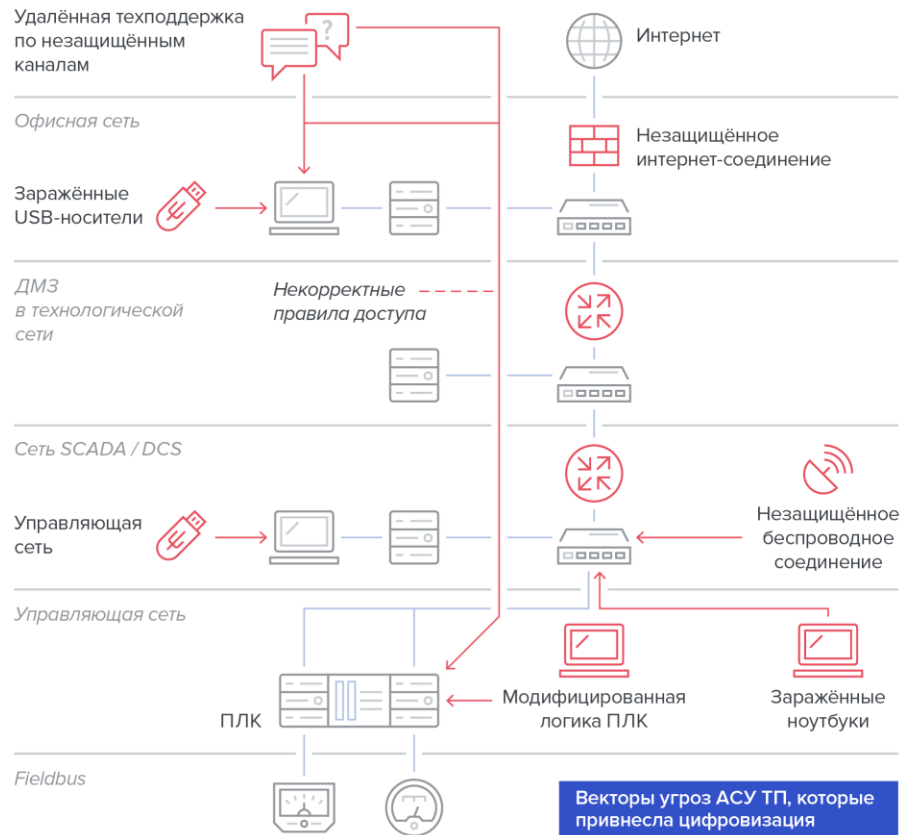 Удалённая техподдержка
по незащищённым
каналам
?
Интернет
Офисная сеть
Незащищённое
интернет-соединение
Заражённые
USB-носители
ДМЗ
в технологической
сети
Некорректные
правила доступа
Сеть SCADA / DCS
Управляющая
сеть
Незащищённое
беспроводное
соединение
Управляющая сеть
ПЛК
Модифицированная
логика ПЛК
Заражённые
ноутбуки
Fieldbus
Векторы угроз АСУ ТП, которые
привнесла цифровизация